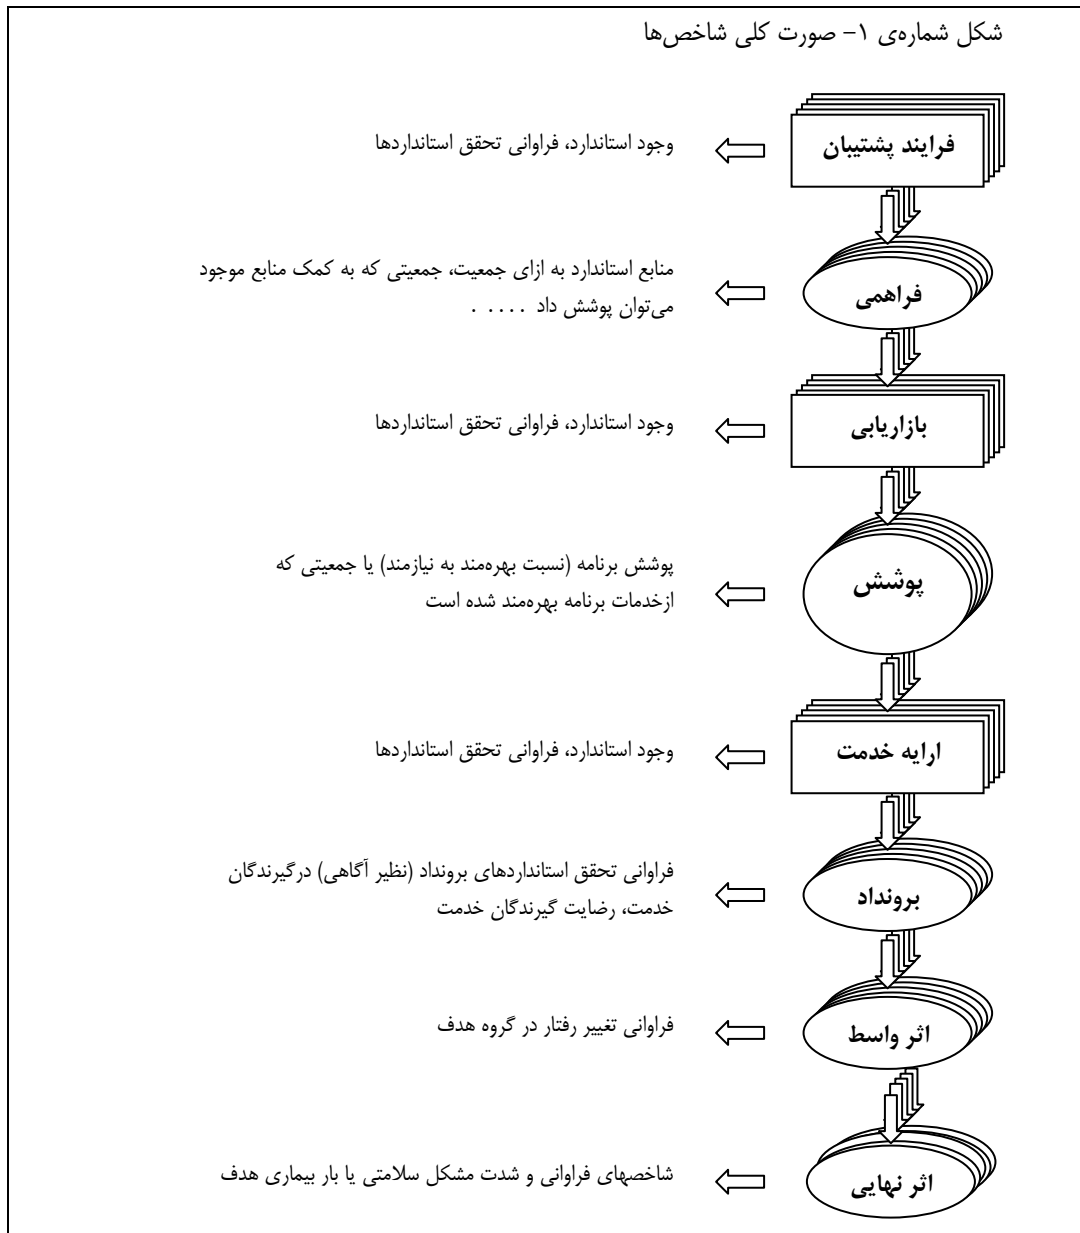 شکل شماره‌ی ۱- صورت کلی شاخص‌ها
فرایند پشتیبان
وجود استاندارد، فراوانی تحقق استانداردها
فراهمی
منابع استاندارد به ازای جمعیت، جمعیتی که به کمک منابع موجود
می‌توان پوشش داد . . . . .
بازاریابی
وجود استاندارد، فراوانی تحقق استانداردها
پوشش
پوشش برنامه (نسبت بهره‌مند به نیازمند) یا جمعیتی که
ازخدمات برنامه بهره‌مند شده است
ارایه خدمت
وجود استاندارد، فراوانی تحقق استانداردها
برونداد
فراوانی تحقق استانداردهای برونداد (نظیر آگاهی) درگیرندگان
خدمت، رضایت گیرندگان خدمت
اثر واسط
فراوانی تغییر رفتار در گروه هدف
اثر نهایی
شاخصهای فراوانی و شدت مشکل سلامتی یا بار بیماری هدف